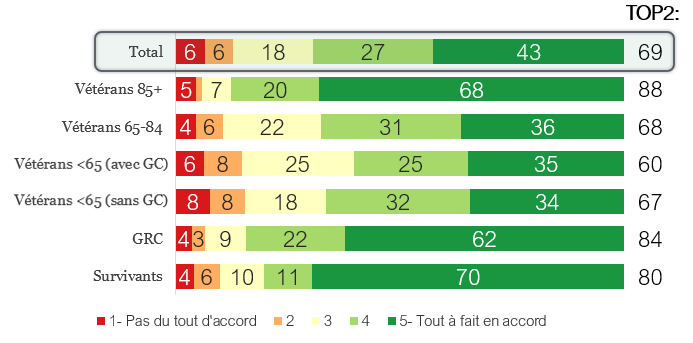 TOP2:
Total 6 6 18 27 43 69
Vétérans 85+ 5 7 20 68 88
Vétérans 65-84 4 6 22 31 36 68
Vétérans <65 (avec GC) 6 8 25 25 35 60
Vétérans <65 (sans GC) 8 8 18 32 34 67
GRC 4 3 9 22 62 84
Survivants 4 6 10 11 70 80
1- Pas du tout d'accord 2 3 4 5- Tout à fait en accord